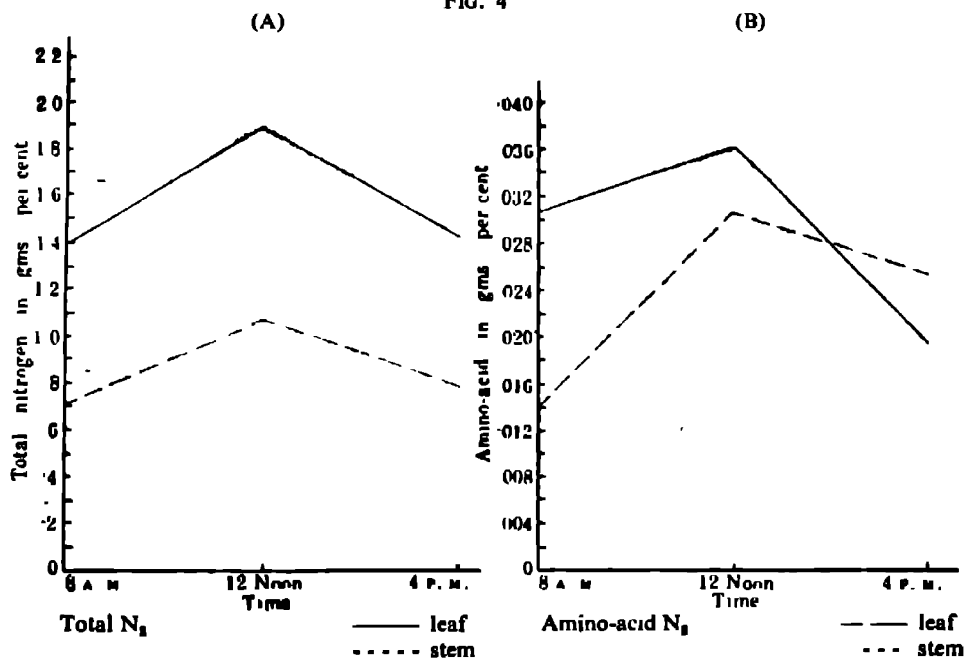 FIG. 4
(A)
Total nitrogen in gms per cent
2 2
2 0
1 8
1 6
1 4
1 2
1 0
·8
·6
·4
·2
0
8 A M
12 Noon
4 P. M.
Time
Total N₂
leaf
stem
(B)
Amino-acid in gms per cent
·040
036
032
028
024
020
016
012
008
004
0
8 A M
12 Noon
4 P. M.
Time
Amino-acid N₂
leaf
stem